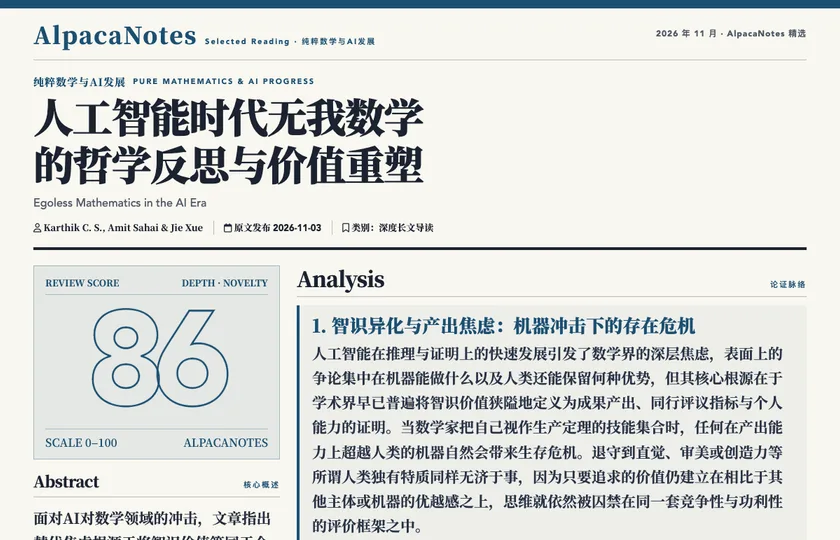 AlpacaNotes Selected Reading · 纯粹数学与AI发展
2026 年 11 月 · AlpacaNotes 精选
纯粹数学与AI发展 PURE MATHEMATICS & AI PROGRESS
人工智能时代无我数学
的哲学反思与价值重塑
Egoless Mathematics in the AI Era
Karthik C. S., Amit Sahai & Jie Xue 原文发布 2026-11-03 类别：深度长文导读
REVIEW SCORE DEPTH · NOVELTY
86
SCALE 0–100 ALPACANOTES
Abstract 核心概述
面对AI对数学领域的冲击，文章指出
Analysis 论证脉络
1. 智识异化与产出焦虑：机器冲击下的存在危机
人工智能在推理与证明上的快速发展引发了数学界的深层焦虑，表面上的
争论集中在机器能做什么以及人类还能保留何种优势，但其核心根源在于
学术界早已普遍将智识价值狭隘地定义为成果产出、同行评议指标与个人
能力的证明。当数学家把自己视作生产定理的技能集合时，任何在产出能
力上超越人类的机器自然会带来生存危机。退守到直觉、审美或创造力等
所谓人类独有特质同样无济于事，因为只要追求的价值仍建立在相比于其
他主体或机器的优越感之上，思维就依然被囚禁在同一套竞争性与功利性
的评价框架之中。